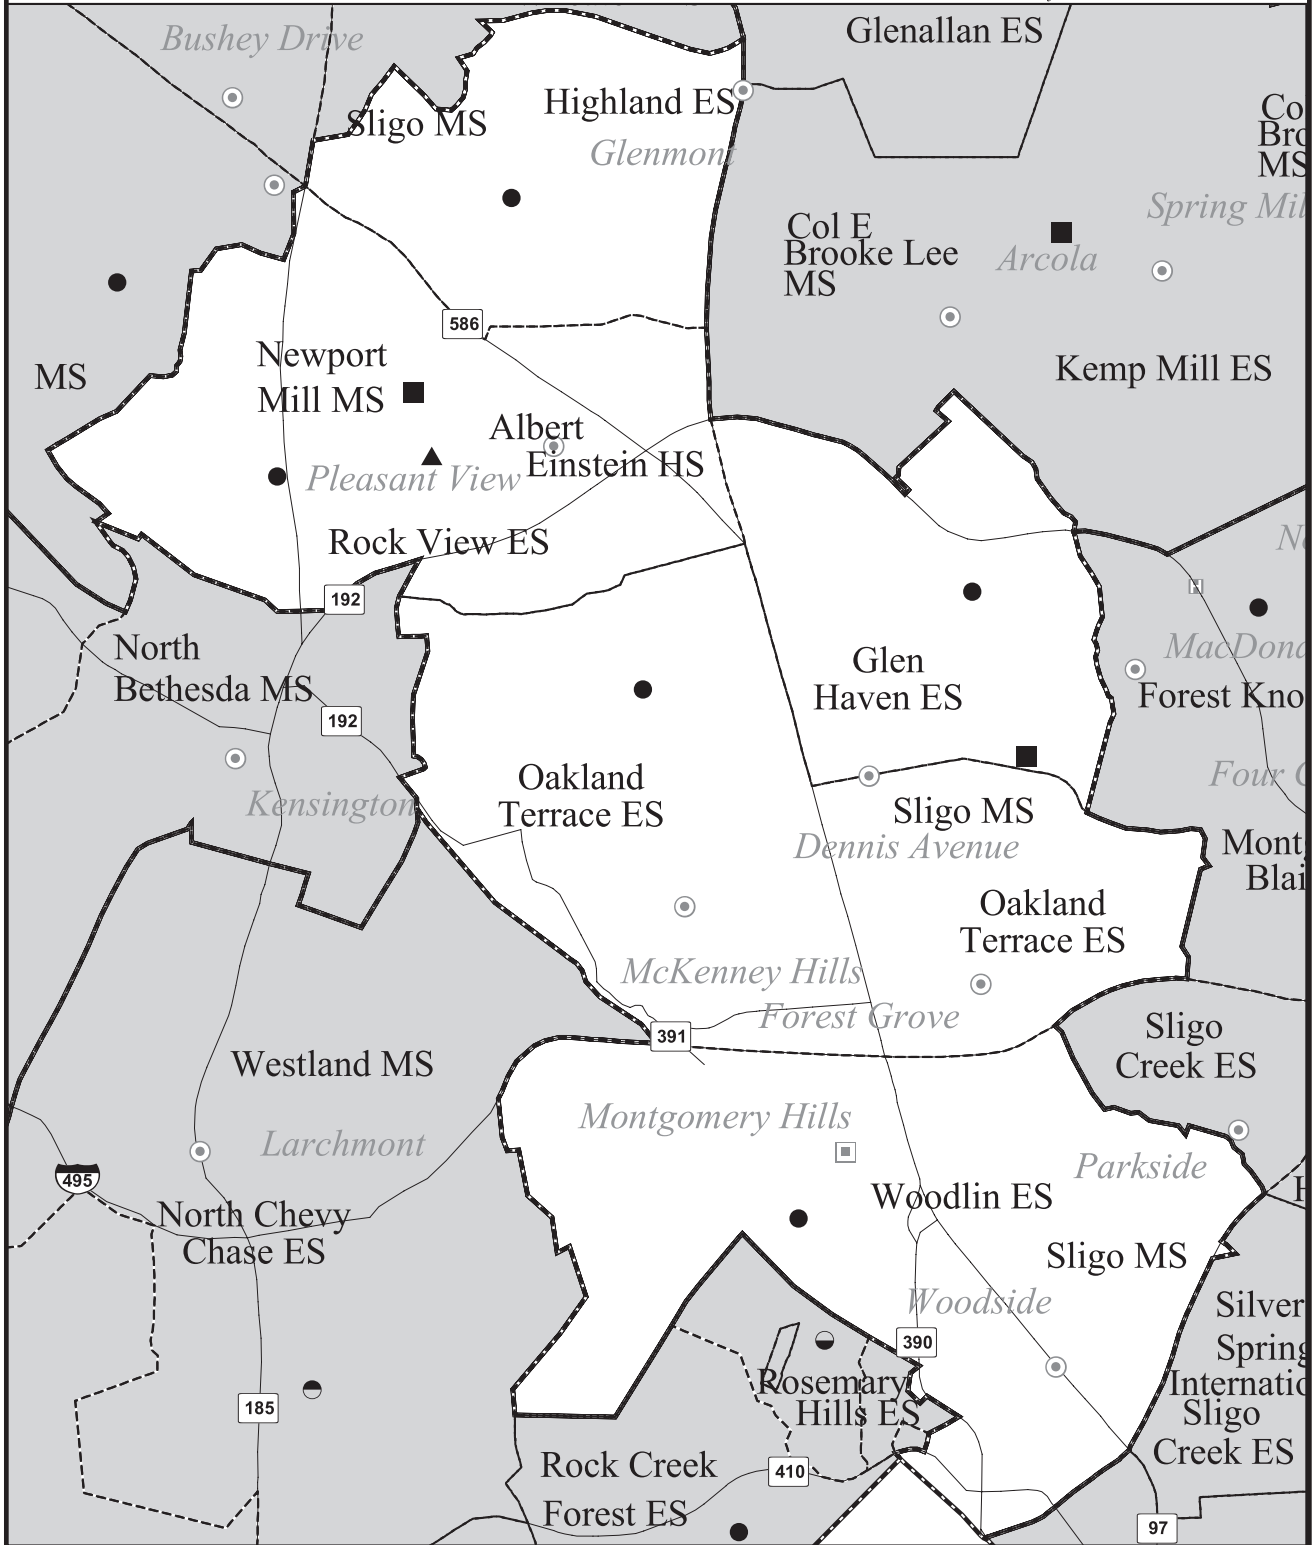 Glenallan ES
Bushey Drive
Highland ES
Sligo MS
Glenmont
Co
Bro
MS
Spring Mil
Col E
Brooke Lee
MS
Arcola
586
Newport
Mill MS
MS
Kemp Mill ES
Albert
Einstein HS
Pleasant View
Rock View ES
192
H
North
Bethesda MS
192
Glen
Haven ES
MacDona
Forest Kno
Oakland
Terrace ES
Kensington
Sligo MS
Dennis Avenue
Four C
Mont
Blai
Oakland
Terrace ES
McKenney Hills
Forest Grove
391
Sligo
Creek ES
Westland MS
Montgomery Hills
Larchmont
495
Parkside
Woodlin ES
North Chevy
Chase ES
Sligo MS
Woodside
390
Silver
Spring
Internatio
Sligo
Creek ES
Rosemary
Hills ES
185
Rock Creek
Forest ES
410
97